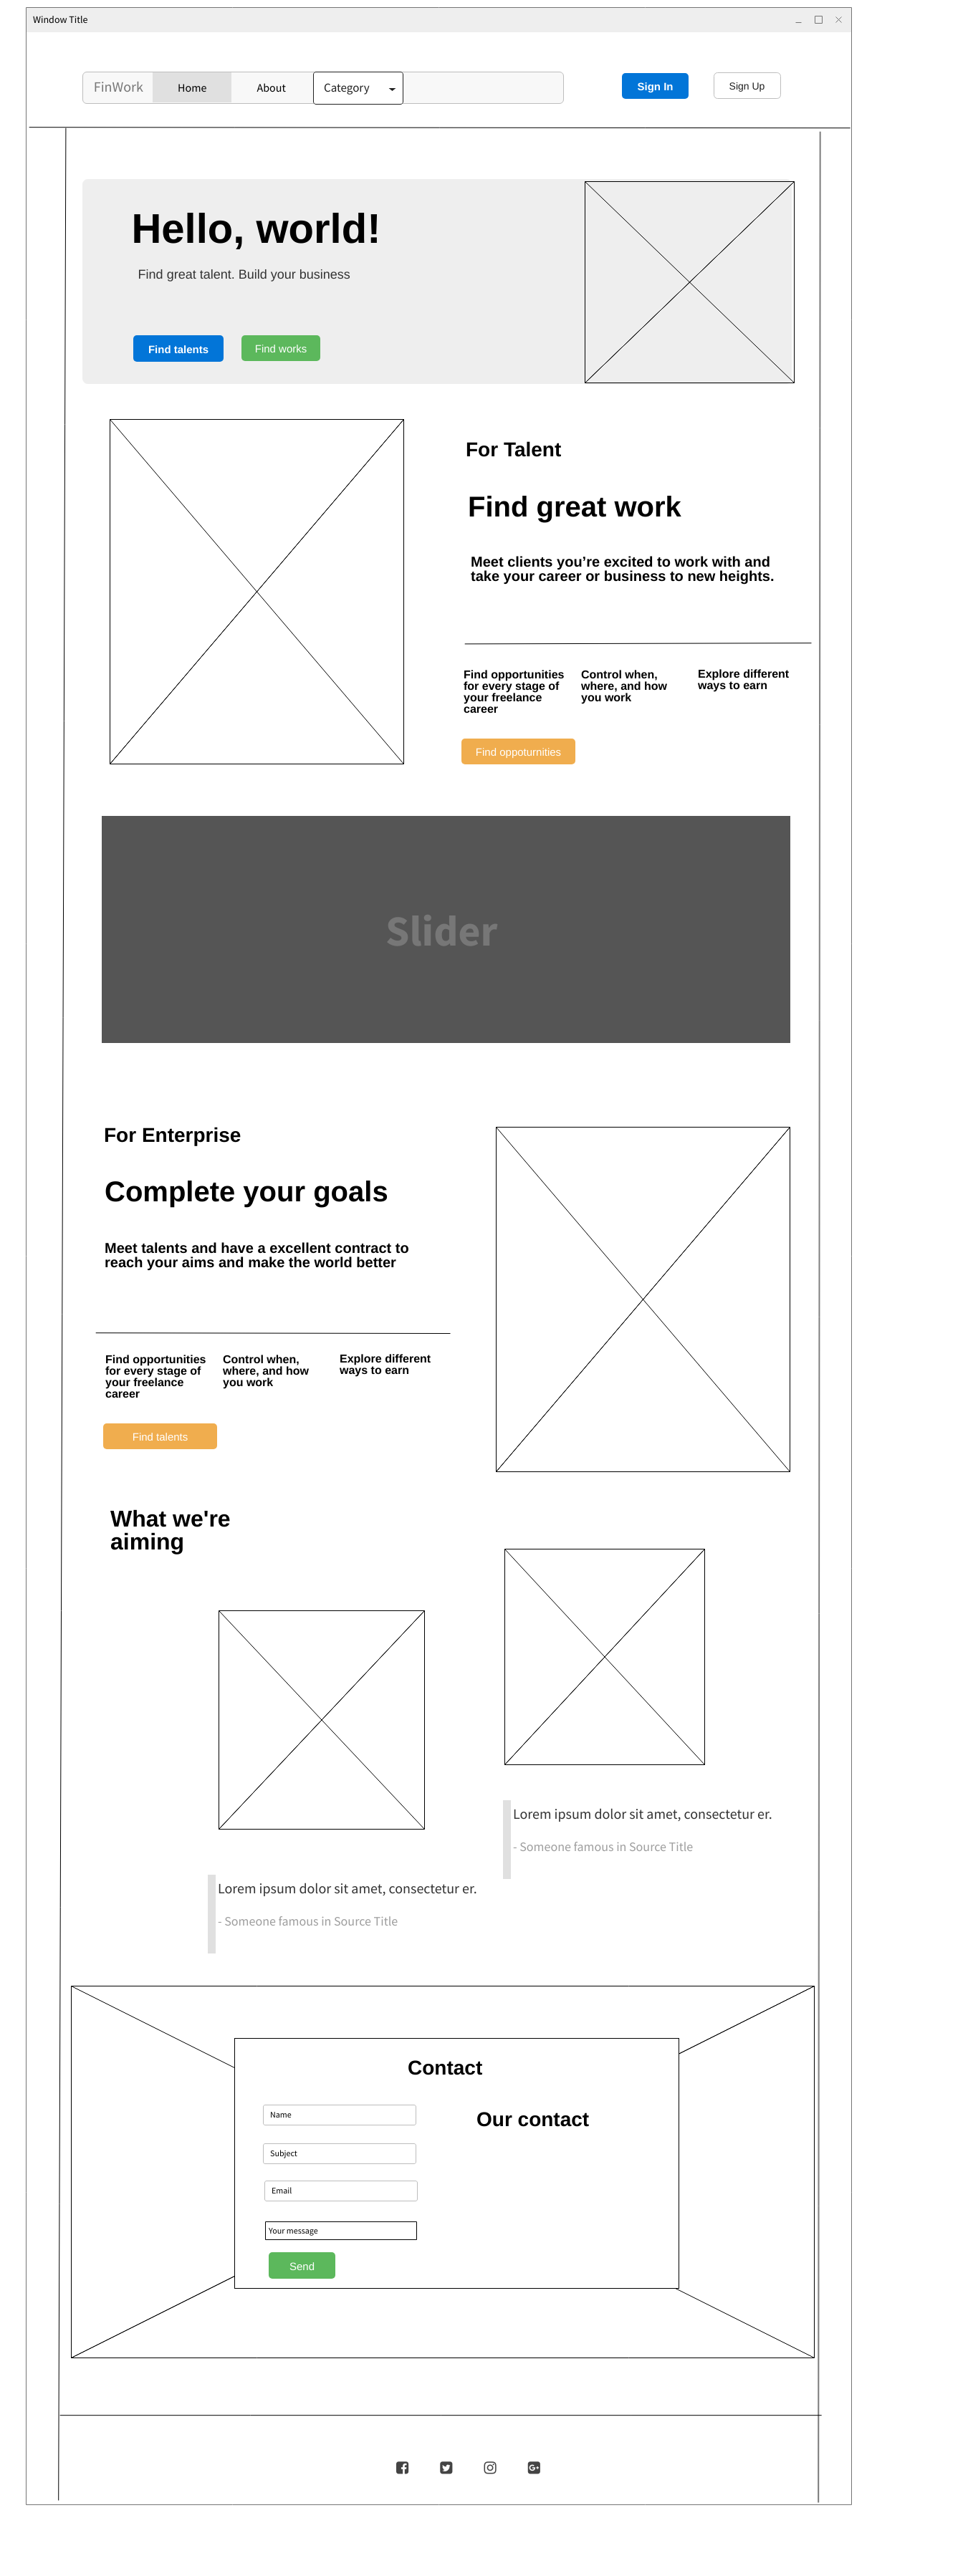 Window Title
FinWork Home About Category
Sign In Sign Up
Hello, world!
Find great talent. Build your business
Find talents Find works
For Talent
Find great work
Meet clients you’re excited to work with and
take your career or business to new heights.
Find opportunities
for every stage of
your freelance
career
Control when,
where, and how
you work
Explore different
ways to earn
Find oppoturnities
Slider
For Enterprise
Complete your goals
Meet talents and have a excellent contract to
reach your aims and make the world better
Find opportunities
for every stage of
your freelance
career
Control when,
where, and how
you work
Explore different
ways to earn
Find talents
What we're
aiming
Lorem ipsum dolor sit amet, consectetur er.
- Someone famous in Source Title
Lorem ipsum dolor sit amet, consectetur er.
- Someone famous in Source Title
Contact
Name
Subject
Email
Your message
Send
Our contact